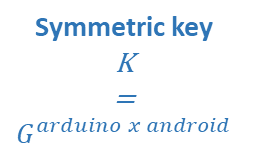 Symmetric key
K
=
G^arduino x android